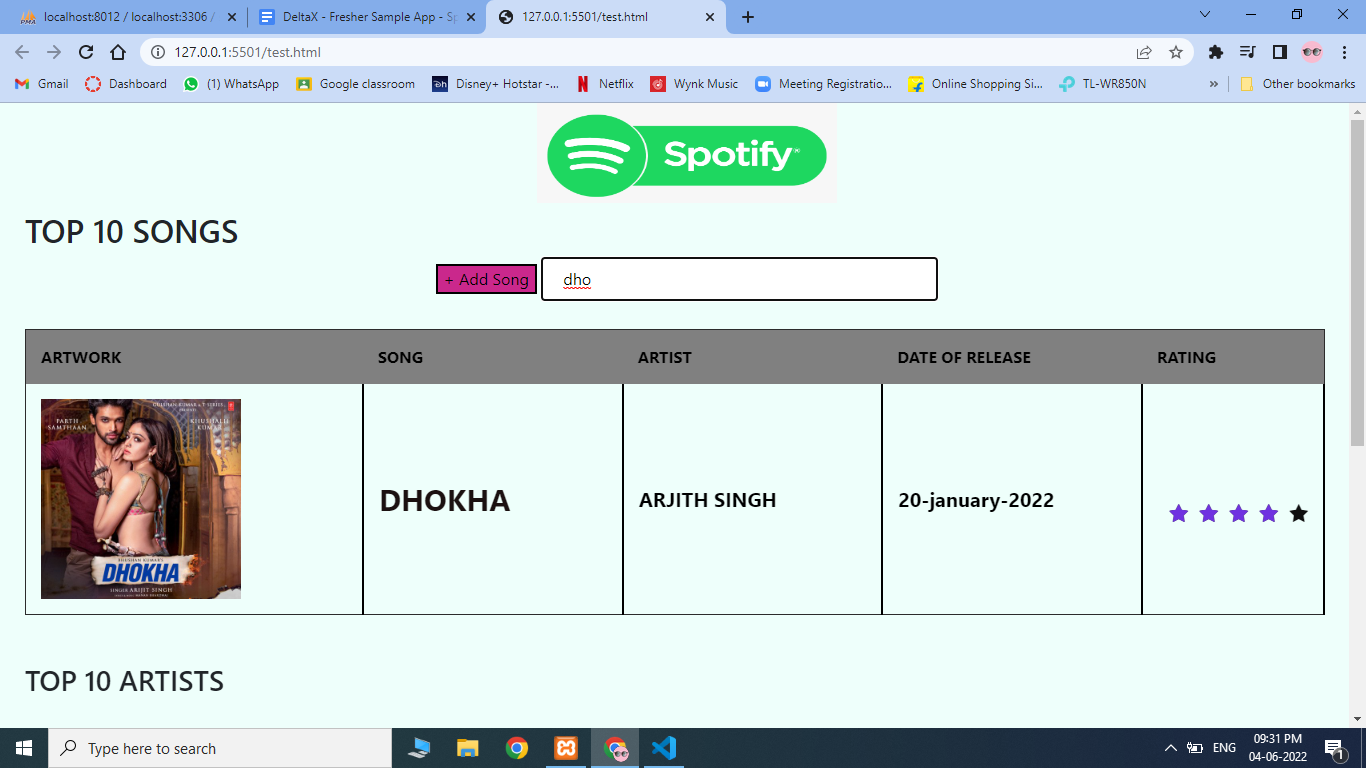 localhost:8012 / localhost:3306 /
DeltaX - Fresher Sample App - Sp
127.0.0.1:5501/test.html
127.0.0.1:5501/test.html
Gmail
Dashboard
(1) WhatsApp
Google classroom
Disney+ Hotstar -...
Netflix
Wynk Music
Meeting Registratio...
Online Shopping Si...
TL-WR850N
»
Other bookmarks
Spotify
TOP 10 SONGS
+ Add Song
dho
ARTWORK SONG ARTIST DATE OF RELEASE RATING
PARTH
SAMTHAAN
KHUSHALII
KUMAR
BHUSHAN KUMAR'S
DHOKHA
SINGER ARIJIT SINGH
DHOKHA
ARJITH SINGH
20-january-2022
TOP 10 ARTISTS
Type here to search
ENG
09:31 PM
04-06-2022
1